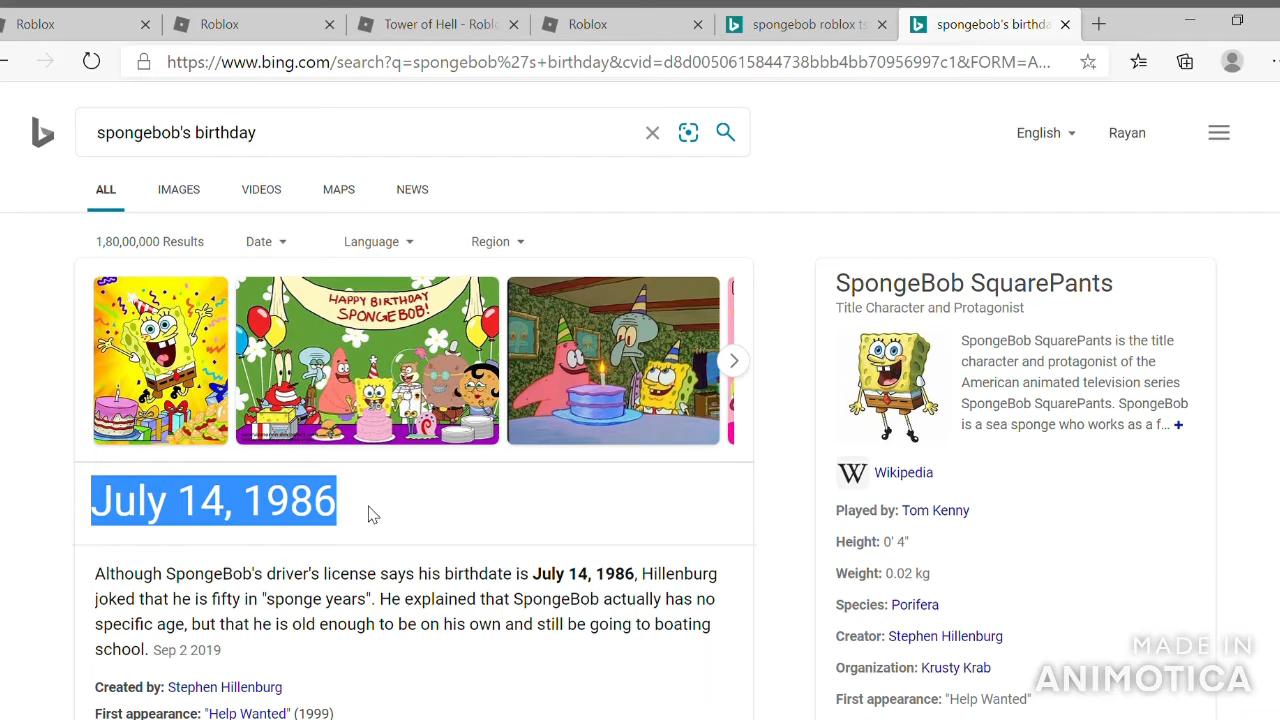 Roblox
Roblox
Tower of Hell - Roblo
Roblox
spongebob roblox ts
spongebob's birthda
https://www.bing.com/search?q=spongebob%27s+birthday&cvid=d8d0050615844738bbb4bb70956997c1&FORM=A...
spongebob's birthday
English
Rayan
ALL
IMAGES
VIDEOS
MAPS
NEWS
1,80,00,000 Results
Date
Language
Region
HAPPY BIRTHDAY
SPONGEBOB!
July 14, 1986
Although SpongeBob's driver's license says his birthdate is July 14, 1986, Hillenburg
joked that he is fifty in "sponge years". He explained that SpongeBob actually has no
specific age, but that he is old enough to be on his own and still be going to boating
school. Sep 2 2019
Created by: Stephen Hillenburg
First appearance: "Help Wanted" (1999)
SpongeBob SquarePants
Title Character and Protagonist
SpongeBob SquarePants is the title
character and protagonist of the
American animated television series
SpongeBob SquarePants. SpongeBob
is a sea sponge who works as a f... +
W Wikipedia
Played by: Tom Kenny
Height: 0' 4"
Weight: 0.02 kg
Species: Porifera
Creator: Stephen Hillenburg
Organization: Krusty Krab
First appearance: "Help Wanted"
MADE IN
ANIMOTICA